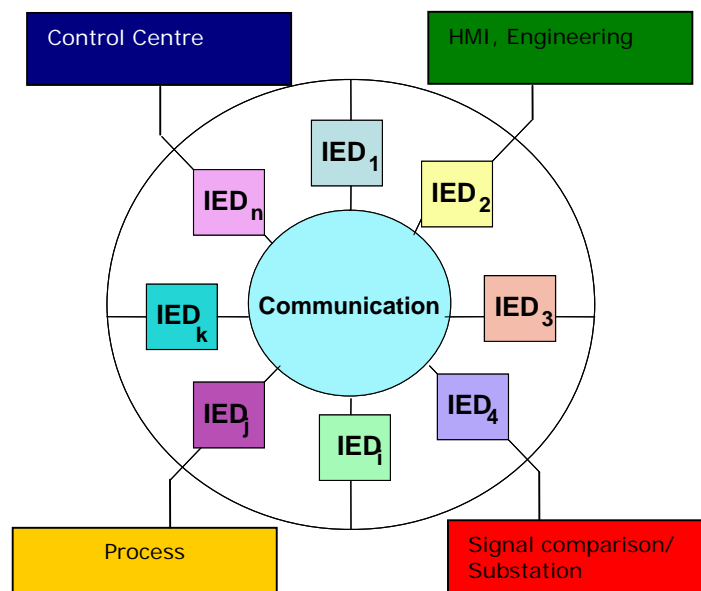 Control Centre
HMI, Engineering
IED1
IEDn
IED2
Communication
IEDk
IED3
IEDj
IEDi
IED4
Process
Signal comparison/
Substation